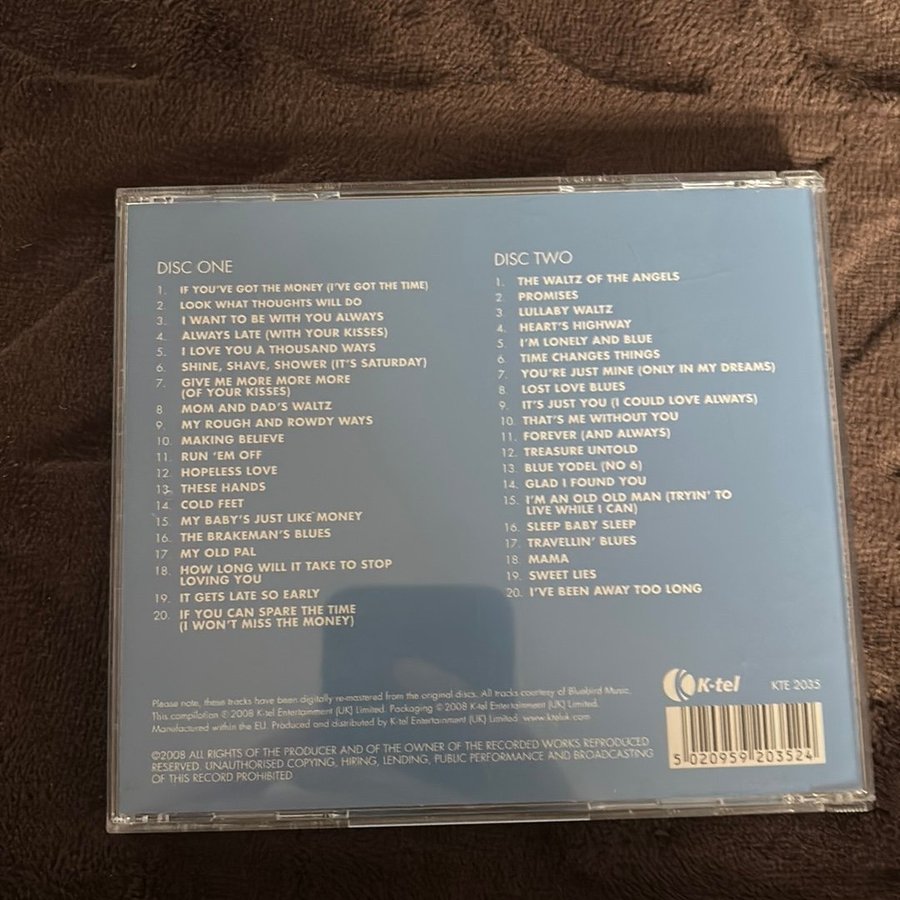 DISC ONE
1. IF YOU'VE GOT THE MONEY (I'VE GOT THE TIME)
2. LOOK WHAT THOUGHTS WILL DO
3. I WANT TO BE WITH YOU ALWAYS
4. ALWAYS LATE (WITH YOUR KISSES)
5. I LOVE YOU A THOUSAND WAYS
6. SHINE, SHAVE, SHOWER (IT'S SATURDAY)
7. GIVE ME MORE MORE MORE
(OF YOUR KISSES)
8. MOM AND DAD'S WALTZ
9. MY ROUGH AND ROWDY WAYS
10. MAKING BELIEVE
11. RUN 'EM OFF
12. HOPELESS LOVE
13. THESE HANDS
14. COLD FEET
15. MY BABY'S JUST LIKE MONEY
16. THE BRAKEMAN'S BLUES
17. MY OLD PAL
18. HOW LONG WILL IT TAKE TO STOP
LOVING YOU
19. IT GETS LATE SO EARLY
20. IF YOU CAN SPARE THE TIME
(I WON'T MISS THE MONEY)
DISC TWO
1. THE WALTZ OF THE ANGELS
2. PROMISES
3. LULLABY WALTZ
4. HEART'S HIGHWAY
5. I'M LONELY AND BLUE
6. TIME CHANGES THINGS
7. YOU'RE JUST MINE (ONLY IN MY DREAMS)
8. LOST LOVE BLUES
9. IT'S JUST YOU (I COULD LOVE ALWAYS)
10. THAT'S ME WITHOUT YOU
11. FOREVER (AND ALWAYS)
12. TREASURE UNTOLD
13. BLUE YODEL (NO 6)
14. GLAD I FOUND YOU
15. I'M AN OLD OLD MAN (TRYIN' TO
LIVE WHILE I CAN)
16. SLEEP BABY SLEEP
17. TRAVELLIN' BLUES
18. MAMA
19. SWEET LIES
20. I'VE BEEN AWAY TOO LONG
Please note, these tracks have been digitally re-mastered from the original discs. All tracks courtesy of Bluebird Music.
This compilation ℗2008 K-tel Entertainment (UK) Limited. Packaging ©2008 K-tel Entertainment (UK) Limited.
Manufactured within the EU. Produced and distributed by K-tel Entertainment (UK) Limited. www.kteluk.com
©2008 ALL RIGHTS OF THE PRODUCER AND OF THE OWNER OF THE RECORDED WORKS REPRODUCED
RESERVED. UNAUTHORISED COPYING, HIRING, LENDING, PUBLIC PERFORMANCE AND BROADCASTING
OF THIS RECORD PROHIBITED
K-tel KTE 2035
5 020959 203524